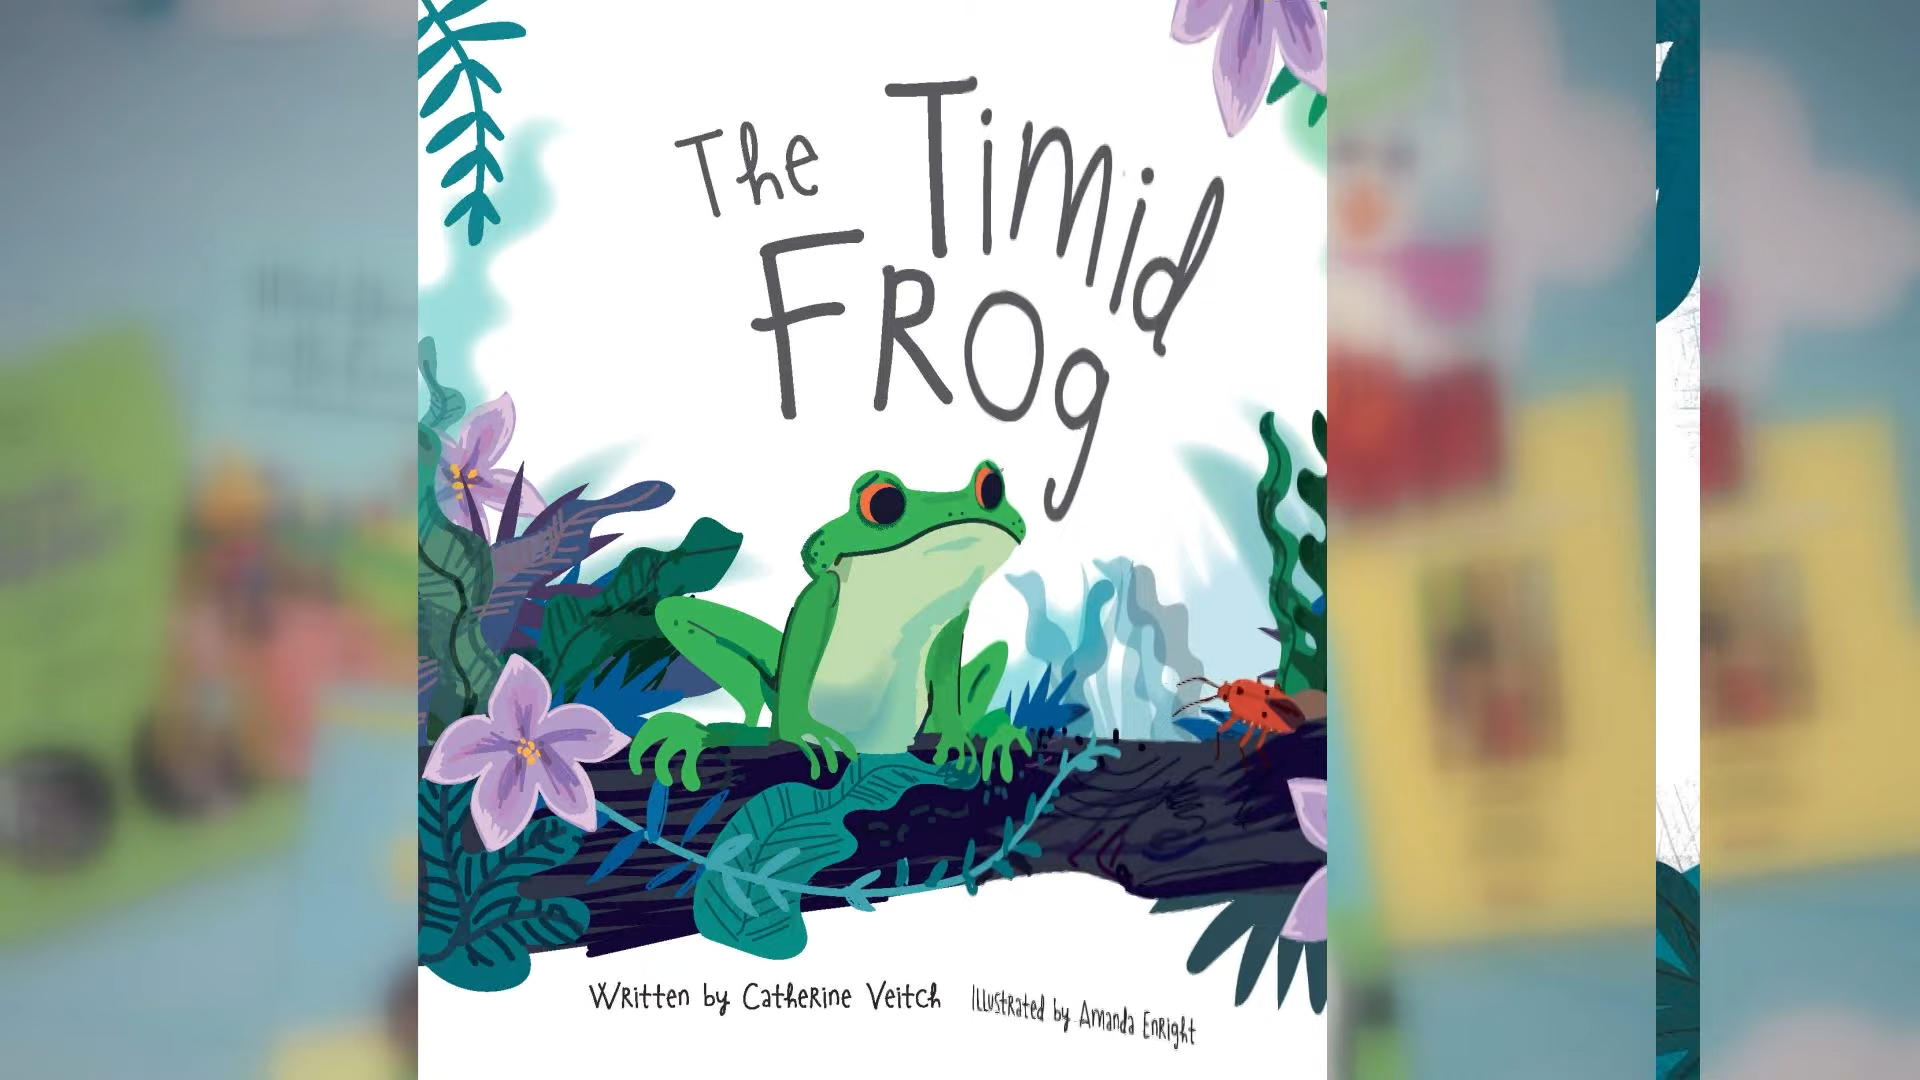 The Timid
FROg
Written by Catherine Veitch
Illustrated by Amanda Enright